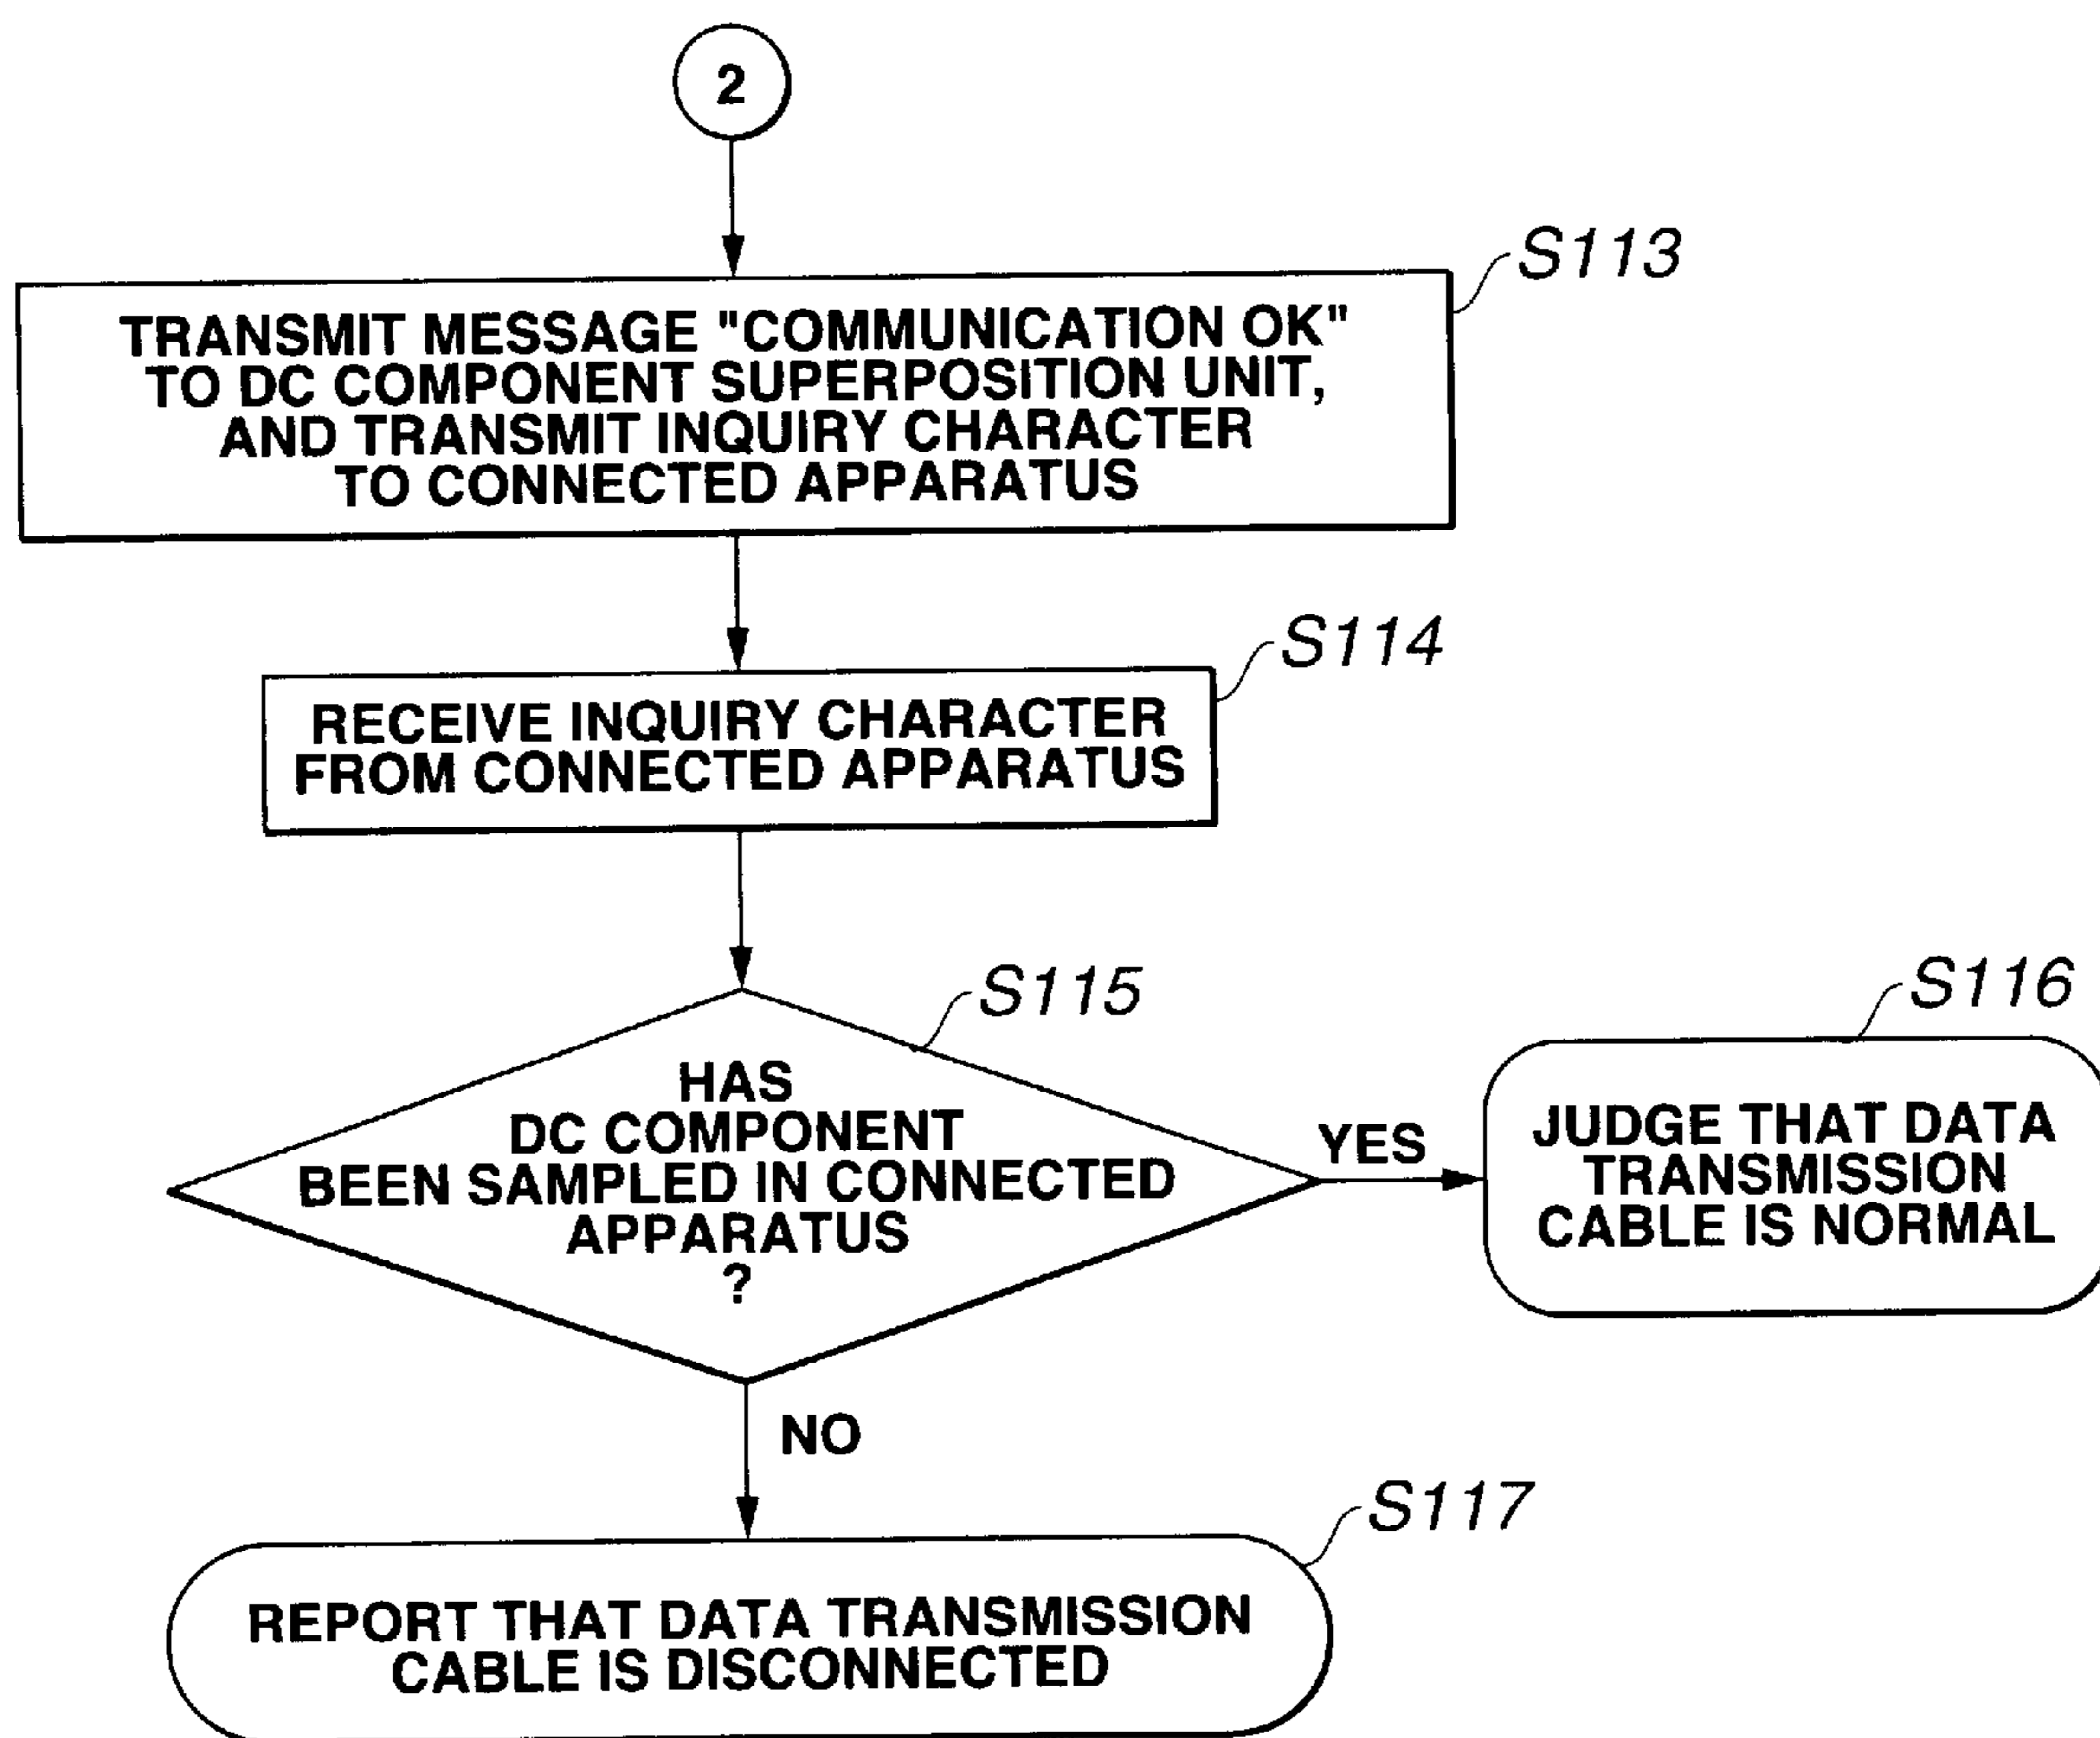 2
S113
TRANSMIT MESSAGE "COMMUNICATION OK"
TO DC COMPONENT SUPERPOSITION UNIT,
AND TRANSMIT INQUIRY CHARACTER
TO CONNECTED APPARATUS
S114
RECEIVE INQUIRY CHARACTER
FROM CONNECTED APPARATUS
S115
HAS
DC COMPONENT
BEEN SAMPLED IN CONNECTED
APPARATUS
?
YES
S116
JUDGE THAT DATA
TRANSMISSION
CABLE IS NORMAL
NO
S117
REPORT THAT DATA TRANSMISSION
CABLE IS DISCONNECTED